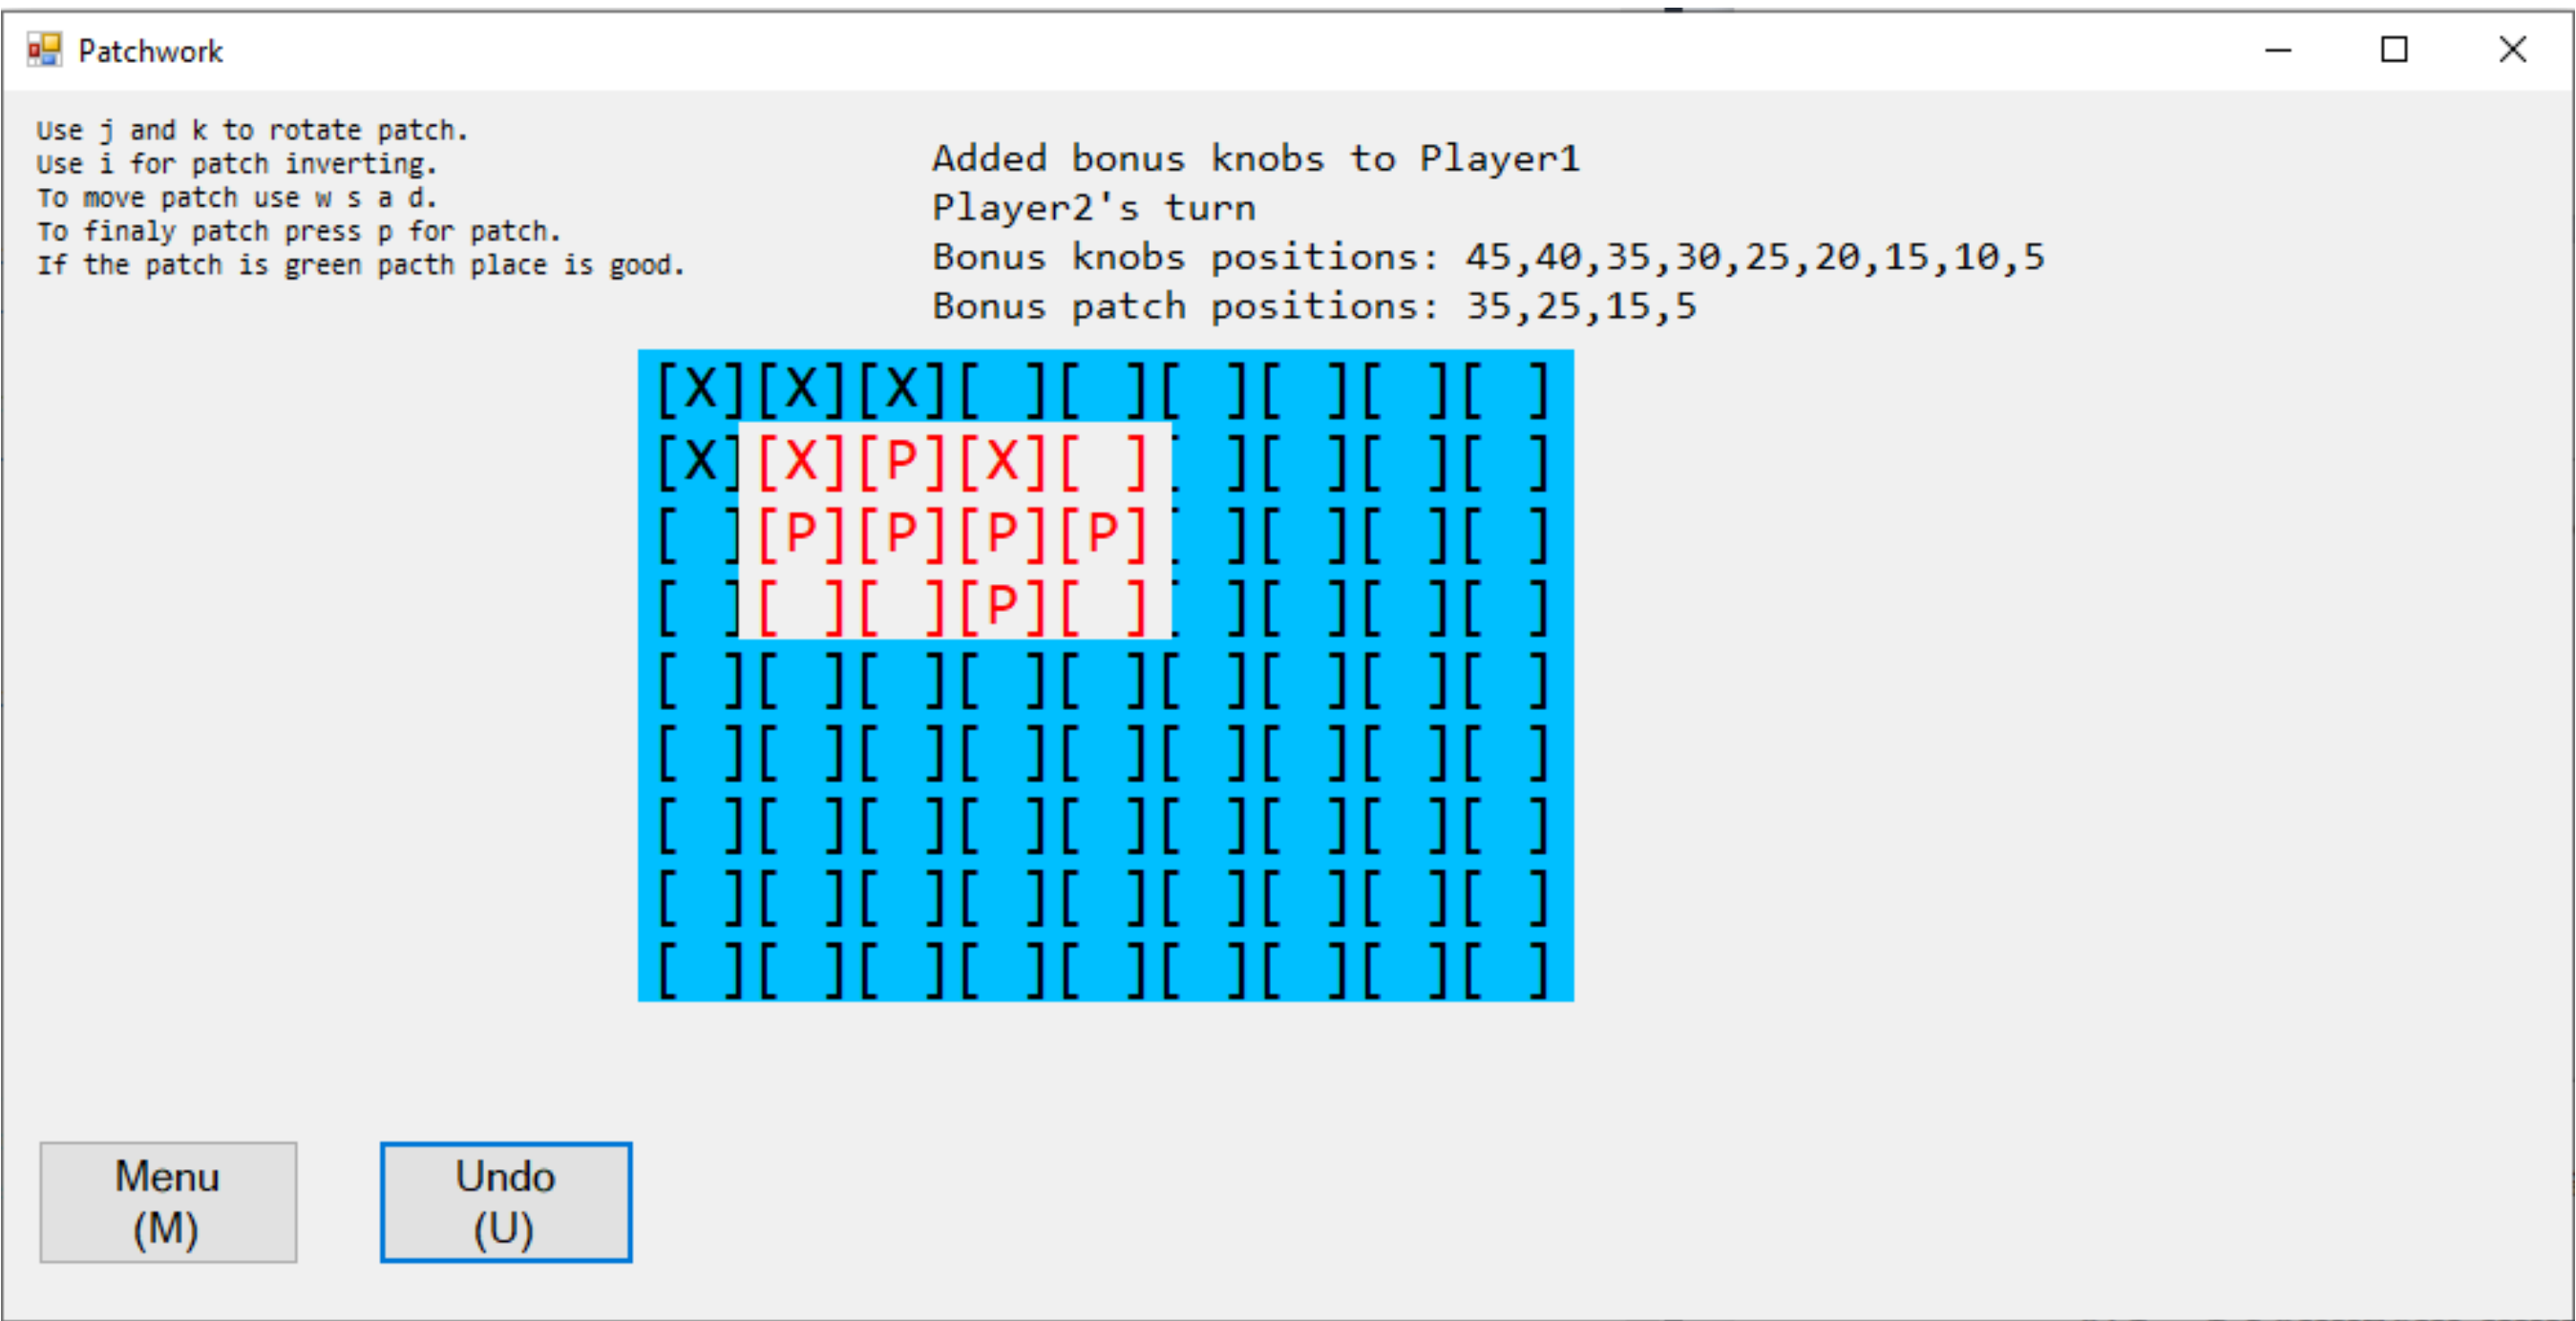 Patchwork
Use j and k to rotate patch.
Use i for patch inverting.
To move patch use w s a d.
To finaly patch press p for patch.
If the patch is green pacth place is good.
Added bonus knobs to Player1
Player2's turn
Bonus knobs positions: 45,40,35,30,25,20,15,10,5
Bonus patch positions: 35,25,15,5
[X][X][X][ ][ ][ ][ ][ ][ ]
[X][X][P][X][ ][ ][ ][ ][ ]
[ ][P][P][P][P][ ][ ][ ][ ]
[ ][ ][ ][P][ ][ ][ ][ ][ ]
[ ][ ][ ][ ][ ][ ][ ][ ][ ]
[ ][ ][ ][ ][ ][ ][ ][ ][ ]
[ ][ ][ ][ ][ ][ ][ ][ ][ ]
[ ][ ][ ][ ][ ][ ][ ][ ][ ]
[ ][ ][ ][ ][ ][ ][ ][ ][ ]
Menu
(M)
Undo
(U)